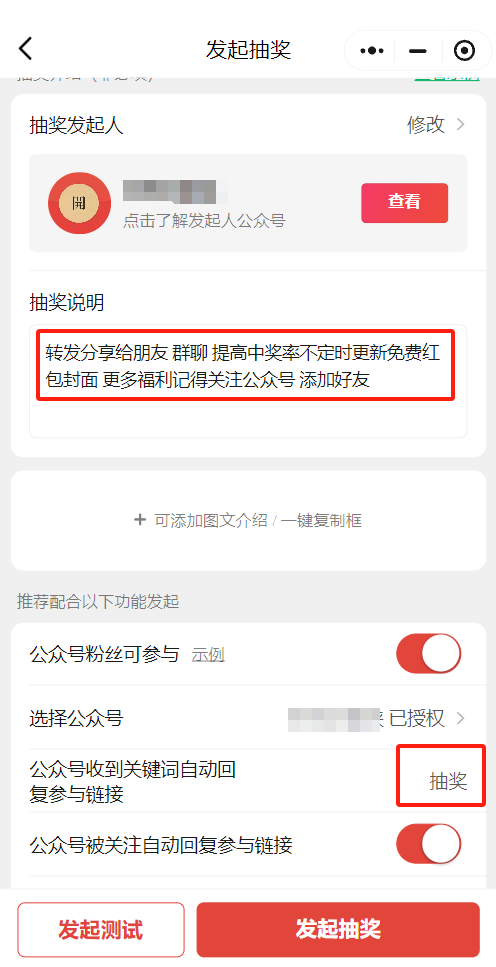 发起抽奖
抽奖发起人 修改
開
查看
点击了解发起人公众号
抽奖说明
转发分享给朋友 群聊 提高中奖率不定时更新免费红
包封面 更多福利记得关注公众号 添加好友
+ 可添加图文介绍 / 一键复制框
推荐配合以下功能发起
公众号粉丝可参与 示例
选择公众号 已授权
公众号收到关键词自动回
复参与链接
抽奖
公众号被关注自动回复参与链接
发起测试 发起抽奖